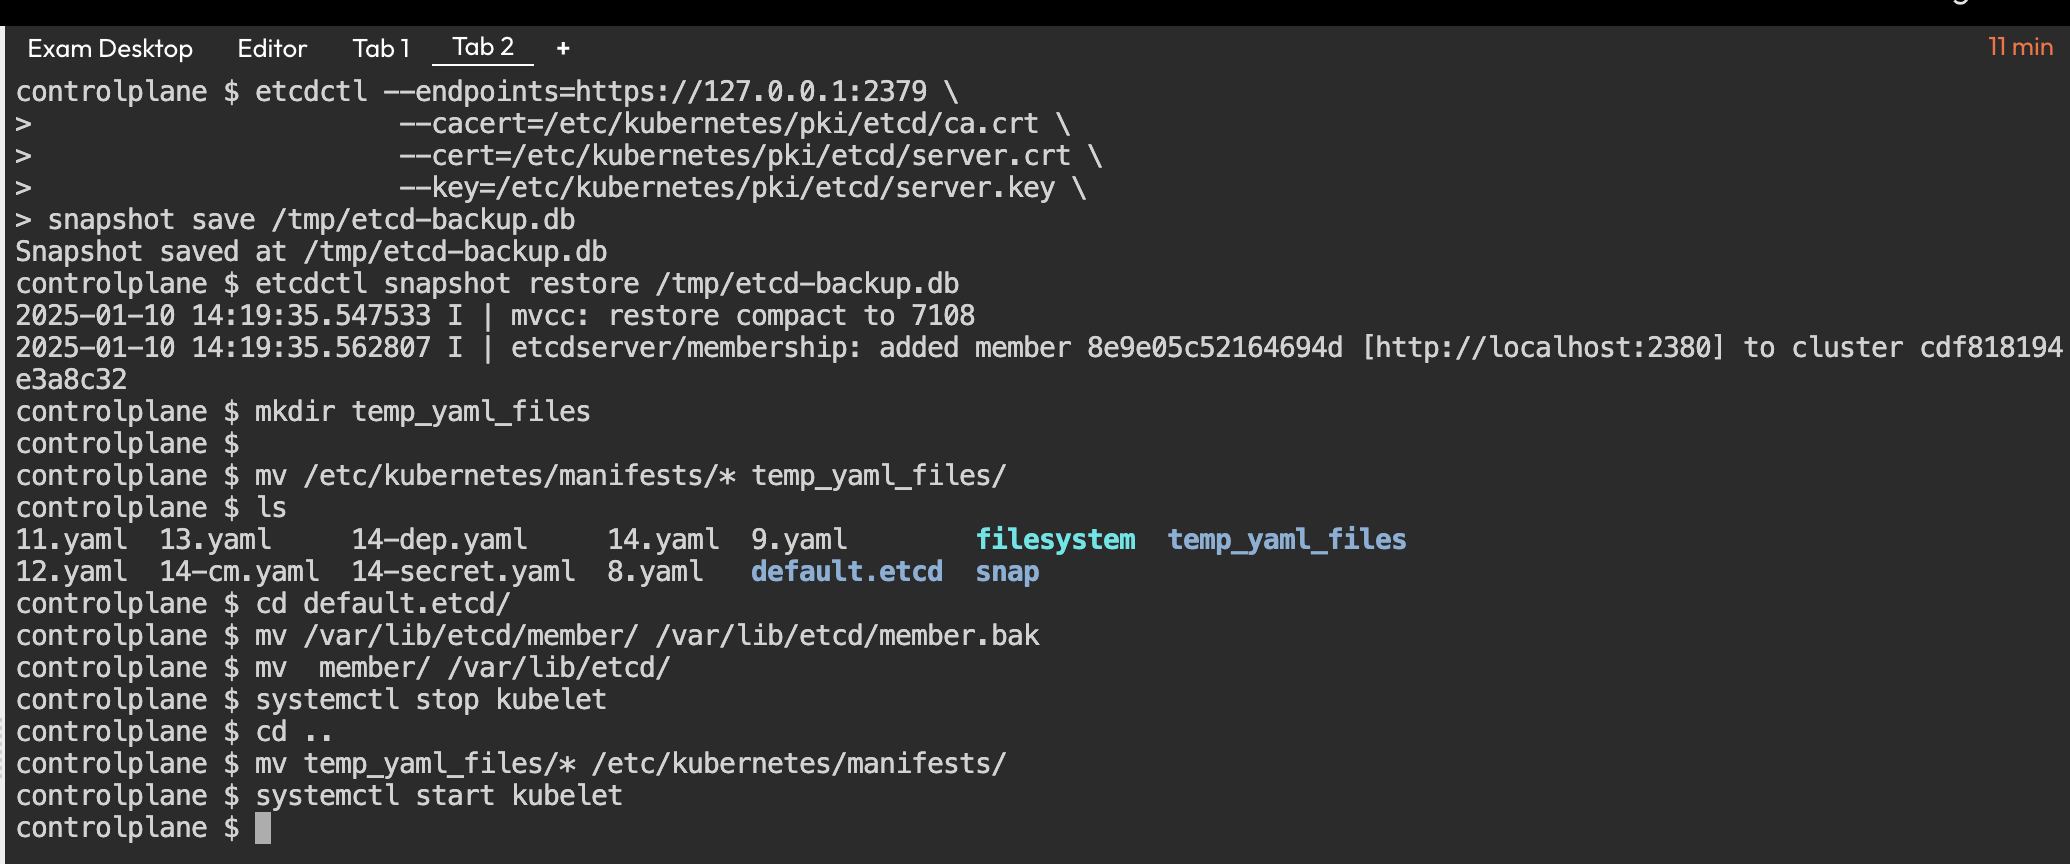 Exam Desktop Editor Tab 1 Tab 2 + 11 min
controlplane $ etcdctl --endpoints=https://127.0.0.1:2379 \
> --cacert=/etc/kubernetes/pki/etcd/ca.crt \
> --cert=/etc/kubernetes/pki/etcd/server.crt \
> --key=/etc/kubernetes/pki/etcd/server.key \
> snapshot save /tmp/etcd-backup.db
Snapshot saved at /tmp/etcd-backup.db
controlplane $ etcdctl snapshot restore /tmp/etcd-backup.db
2025-01-10 14:19:35.547533 I | mvcc: restore compact to 7108
2025-01-10 14:19:35.562807 I | etcdserver/membership: added member 8e9e05c52164694d [http://localhost:2380] to cluster cdf818194
e3a8c32
controlplane $ mkdir temp_yaml_files
controlplane $
controlplane $ mv /etc/kubernetes/manifests/* temp_yaml_files/
controlplane $ ls
11.yaml 13.yaml 14-dep.yaml 14.yaml 9.yaml filesystem temp_yaml_files
12.yaml 14-cm.yaml 14-secret.yaml 8.yaml default.etcd snap
controlplane $ cd default.etcd/
controlplane $ mv /var/lib/etcd/member/ /var/lib/etcd/member.bak
controlplane $ mv  member/ /var/lib/etcd/
controlplane $ systemctl stop kubelet
controlplane $ cd ..
controlplane $ mv temp_yaml_files/* /etc/kubernetes/manifests/
controlplane $ systemctl start kubelet
controlplane $